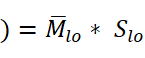 ) = M̅lo * Slo